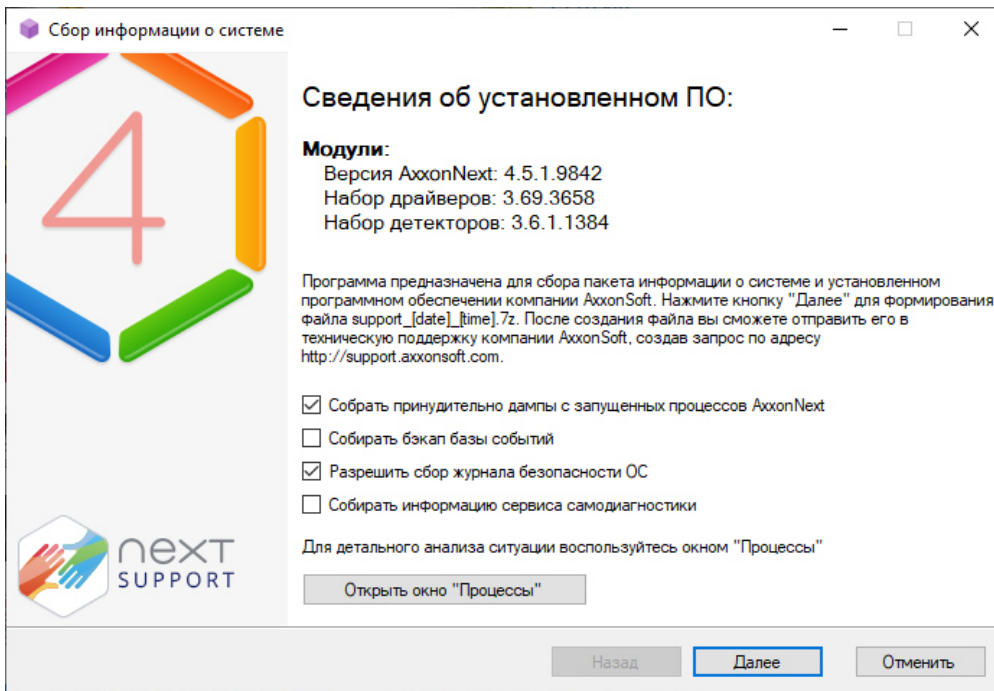 Сбор информации о системе
4
Сведения об установленном ПО:
Модули:
Версия AxxonNext: 4.5.1.9842
Набор драйверов: 3.69.3658
Набор детекторов: 3.6.1.1384
Программа предназначена для сбора пакета информации о системе и установленном
программном обеспечении компании AxxonSoft. Нажмите кнопку "Далее" для формирования
файла support_[date]_[time].7z. После создания файла вы сможете отправить его в
техническую поддержку компании AxxonSoft, создав запрос по адресу
http://support.axxonsoft.com.
Собрать принудительно дампы с запущенных процессов AxxonNext
Собирать бэкап базы событий
Разрешить сбор журнала безопасности ОС
Собирать информацию сервиса самодиагностики
Для детального анализа ситуации воспользуйтесь окном "Процессы"
Открыть окно "Процессы"
next
SUPPORT
Назад
Далее
Отменить